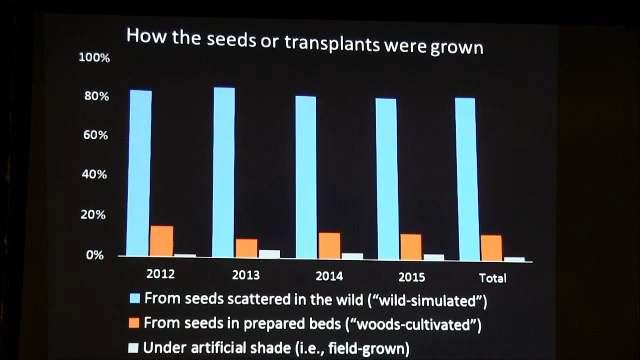 How the seeds or transplants were grown
100%
80%
60%
40%
20%
0%
2012 2013 2014 2015 Total
From seeds scattered in the wild (“wild-simulated”)
From seeds in prepared beds (“woods-cultivated”)
Under artificial shade (i.e., field-grown)